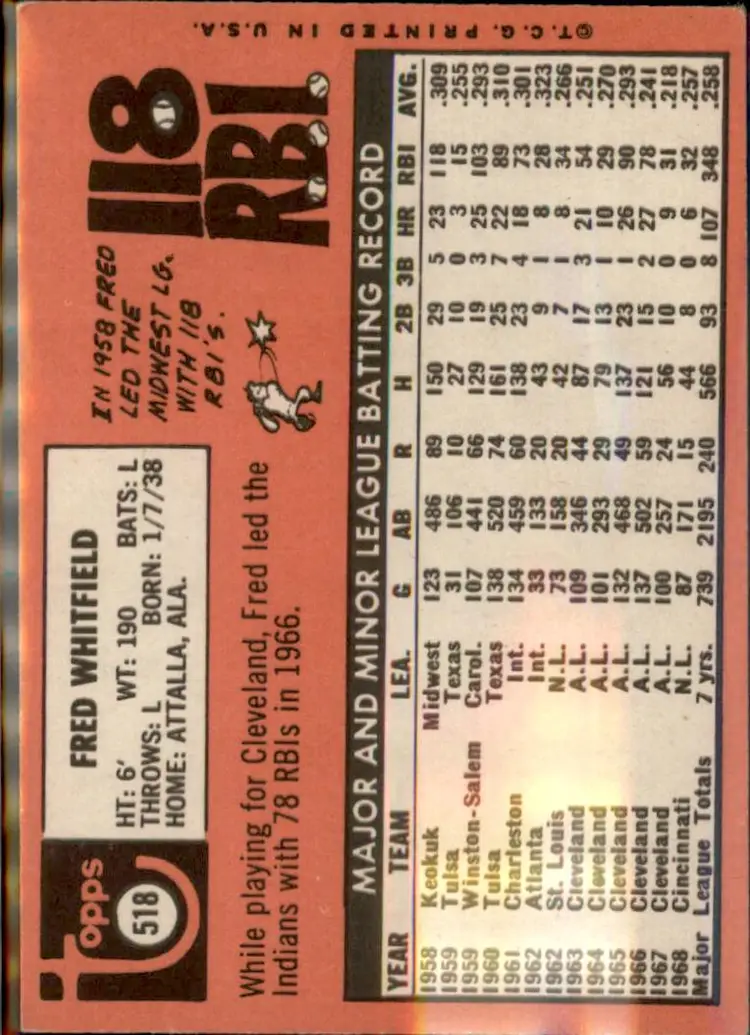 topps
518
FRED WHITFIELD
HT: 6' WT: 190 BATS: L
THROWS: L BORN: 1/7/38
HOME: ATTALLA, ALA.
IN 1958 FRED
LED THE
MIDWEST LG.
WITH 118
RBI's.
118
R.B.I.
While playing for Cleveland, Fred led the
Indians with 78 RBIs in 1966.
MAJOR AND MINOR LEAGUE BATTING RECORD
YEAR TEAM LEA. G AB R H 2B 3B HR RBI AVG.
1958 Keokuk Midwest 123 486 89 150 29 5 23 118 .309
1959 Tulsa Texas 31 106 10 27 10 0 3 15 .255
1959 Winston-Salem Carol. 107 441 66 129 19 3 25 103 .293
1960 Tulsa Texas 138 520 74 161 25 7 22 89 .310
1961 Charleston Int. 134 459 60 138 23 4 18 73 .301
1962 Atlanta Int. 33 133 20 43 9 1 8 28 .323
1962 St. Louis N.L. 73 158 20 42 7 1 8 34 .266
1963 Cleveland A.L. 109 346 44 87 17 3 21 54 .251
1964 Cleveland A.L. 101 293 29 79 13 1 10 29 .270
1965 Cleveland A.L. 132 468 49 137 23 1 26 90 .293
1966 Cleveland A.L. 137 502 59 121 15 2 27 78 .241
1967 Cleveland A.L. 100 257 24 56 10 0 9 31 .218
1968 Cincinnati N.L. 87 171 15 44 8 0 6 32 .257
Major League Totals 7 yrs. 739 2195 240 566 93 8 107 348 .258
©T.C.G. PRINTED IN U.S.A.